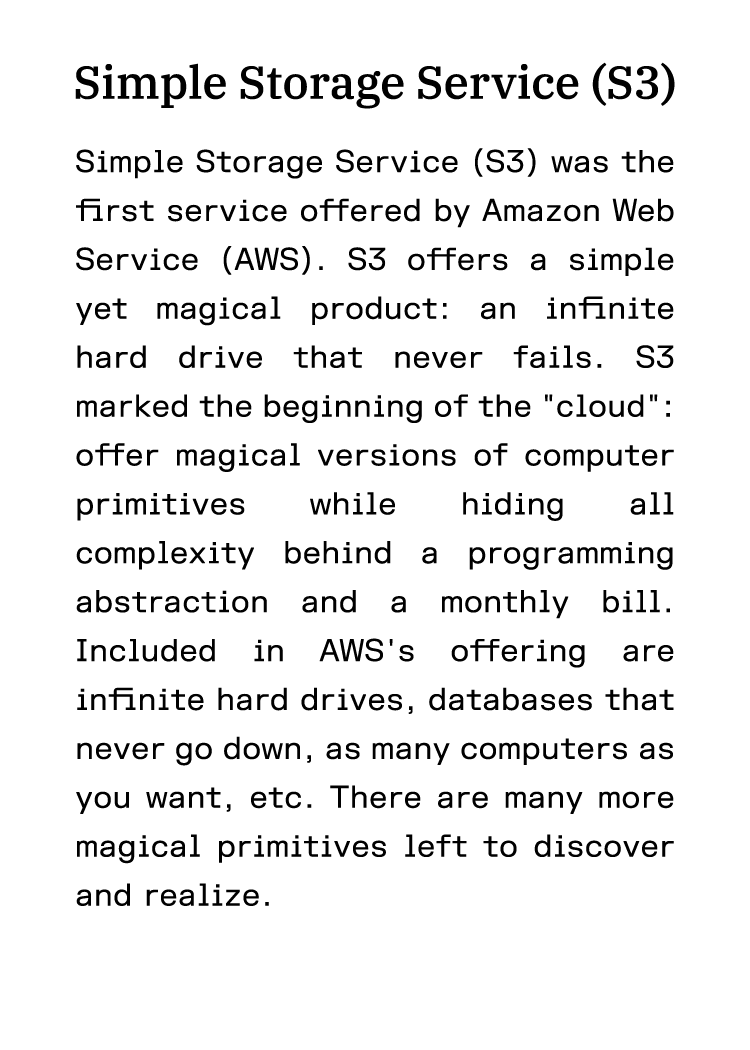 Simple Storage Service (S3)
Simple Storage Service (S3) was the
first service offered by Amazon Web
Service (AWS). S3 offers a simple
yet magical product: an infinite
hard drive that never fails. S3
marked the beginning of the "cloud":
offer magical versions of computer
primitives while hiding all
complexity behind a programming
abstraction and a monthly bill.
Included in AWS's offering are
infinite hard drives, databases that
never go down, as many computers as
you want, etc. There are many more
magical primitives left to discover
and realize.